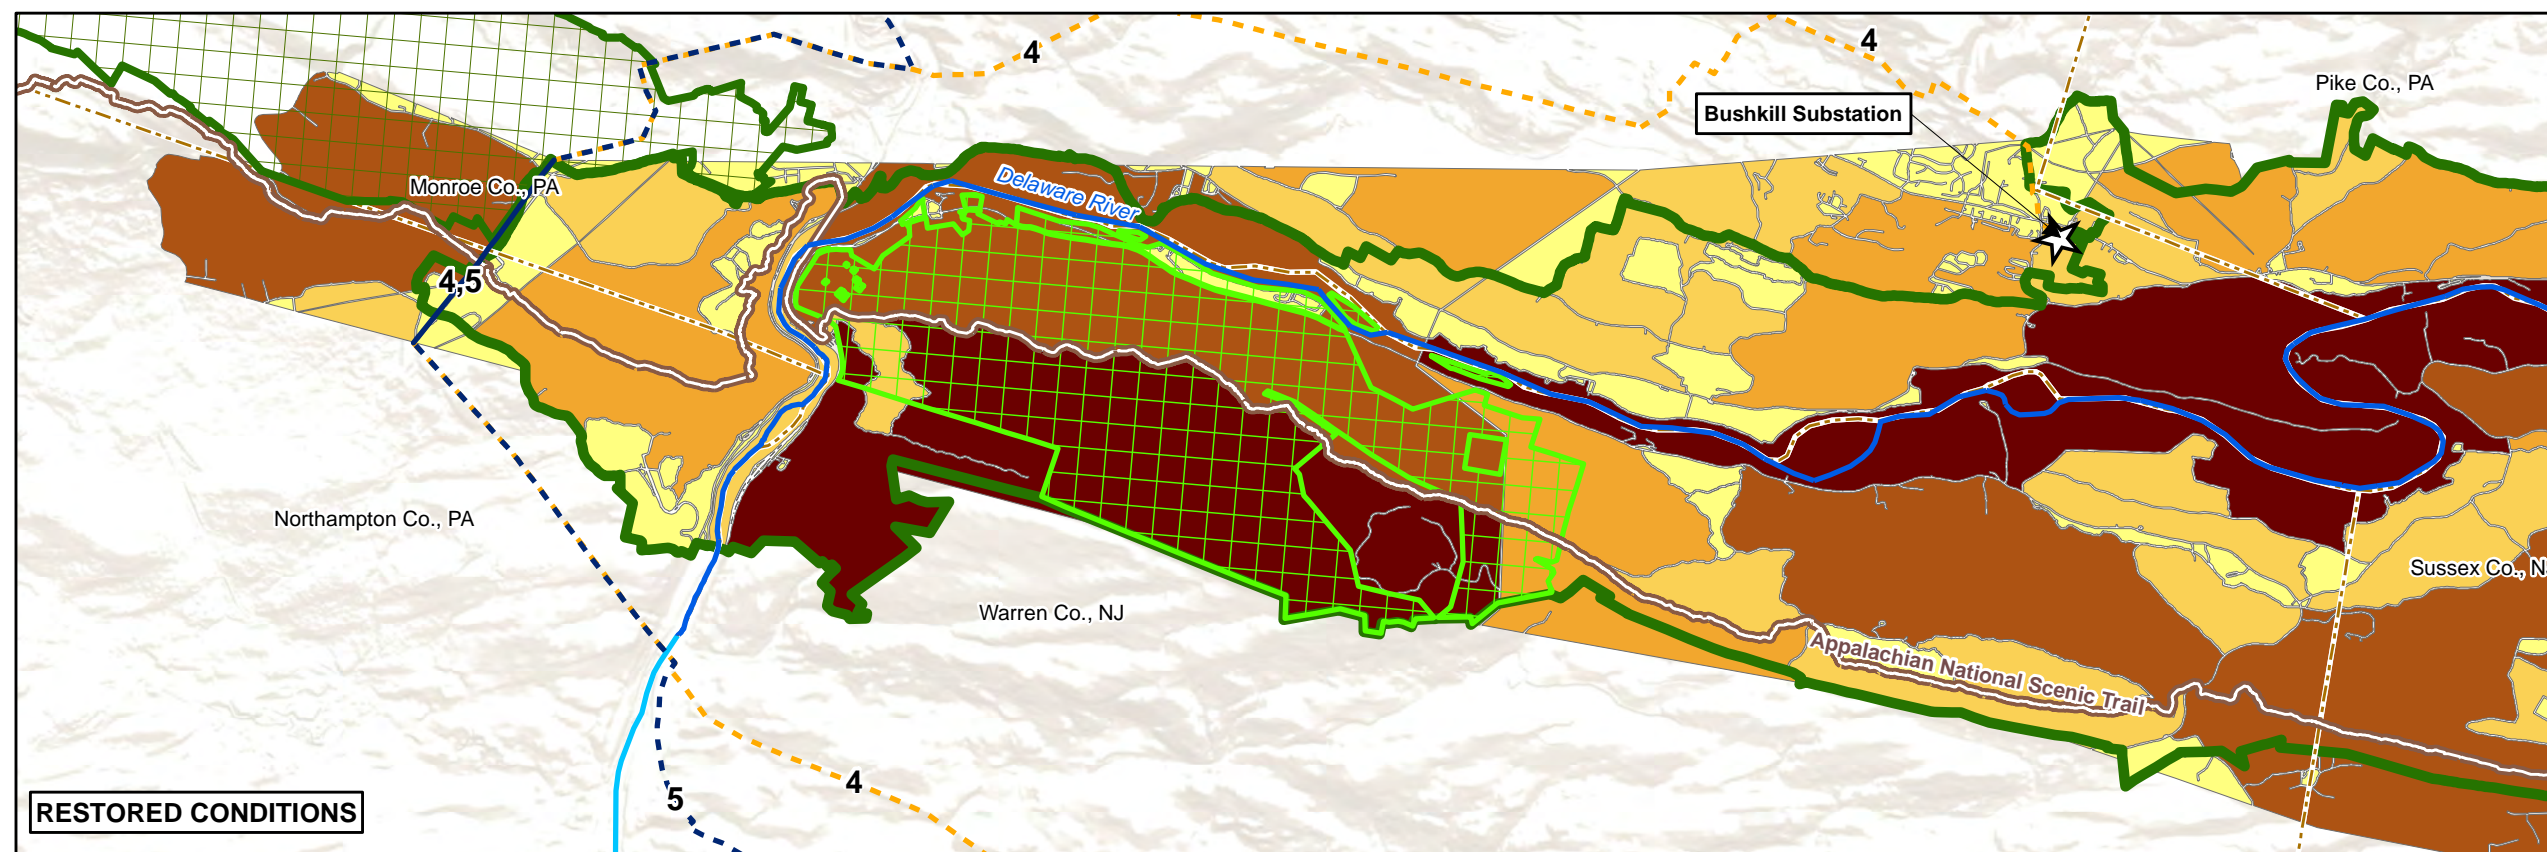 4
4
Pike Co., PA
Bushkill Substation
Monroe Co., PA
Delaware River
4,5
Northampton Co., PA
Warren Co., NJ
Sussex Co., N
Appalachian National Scenic Trail
4
5
RESTORED CONDITIONS